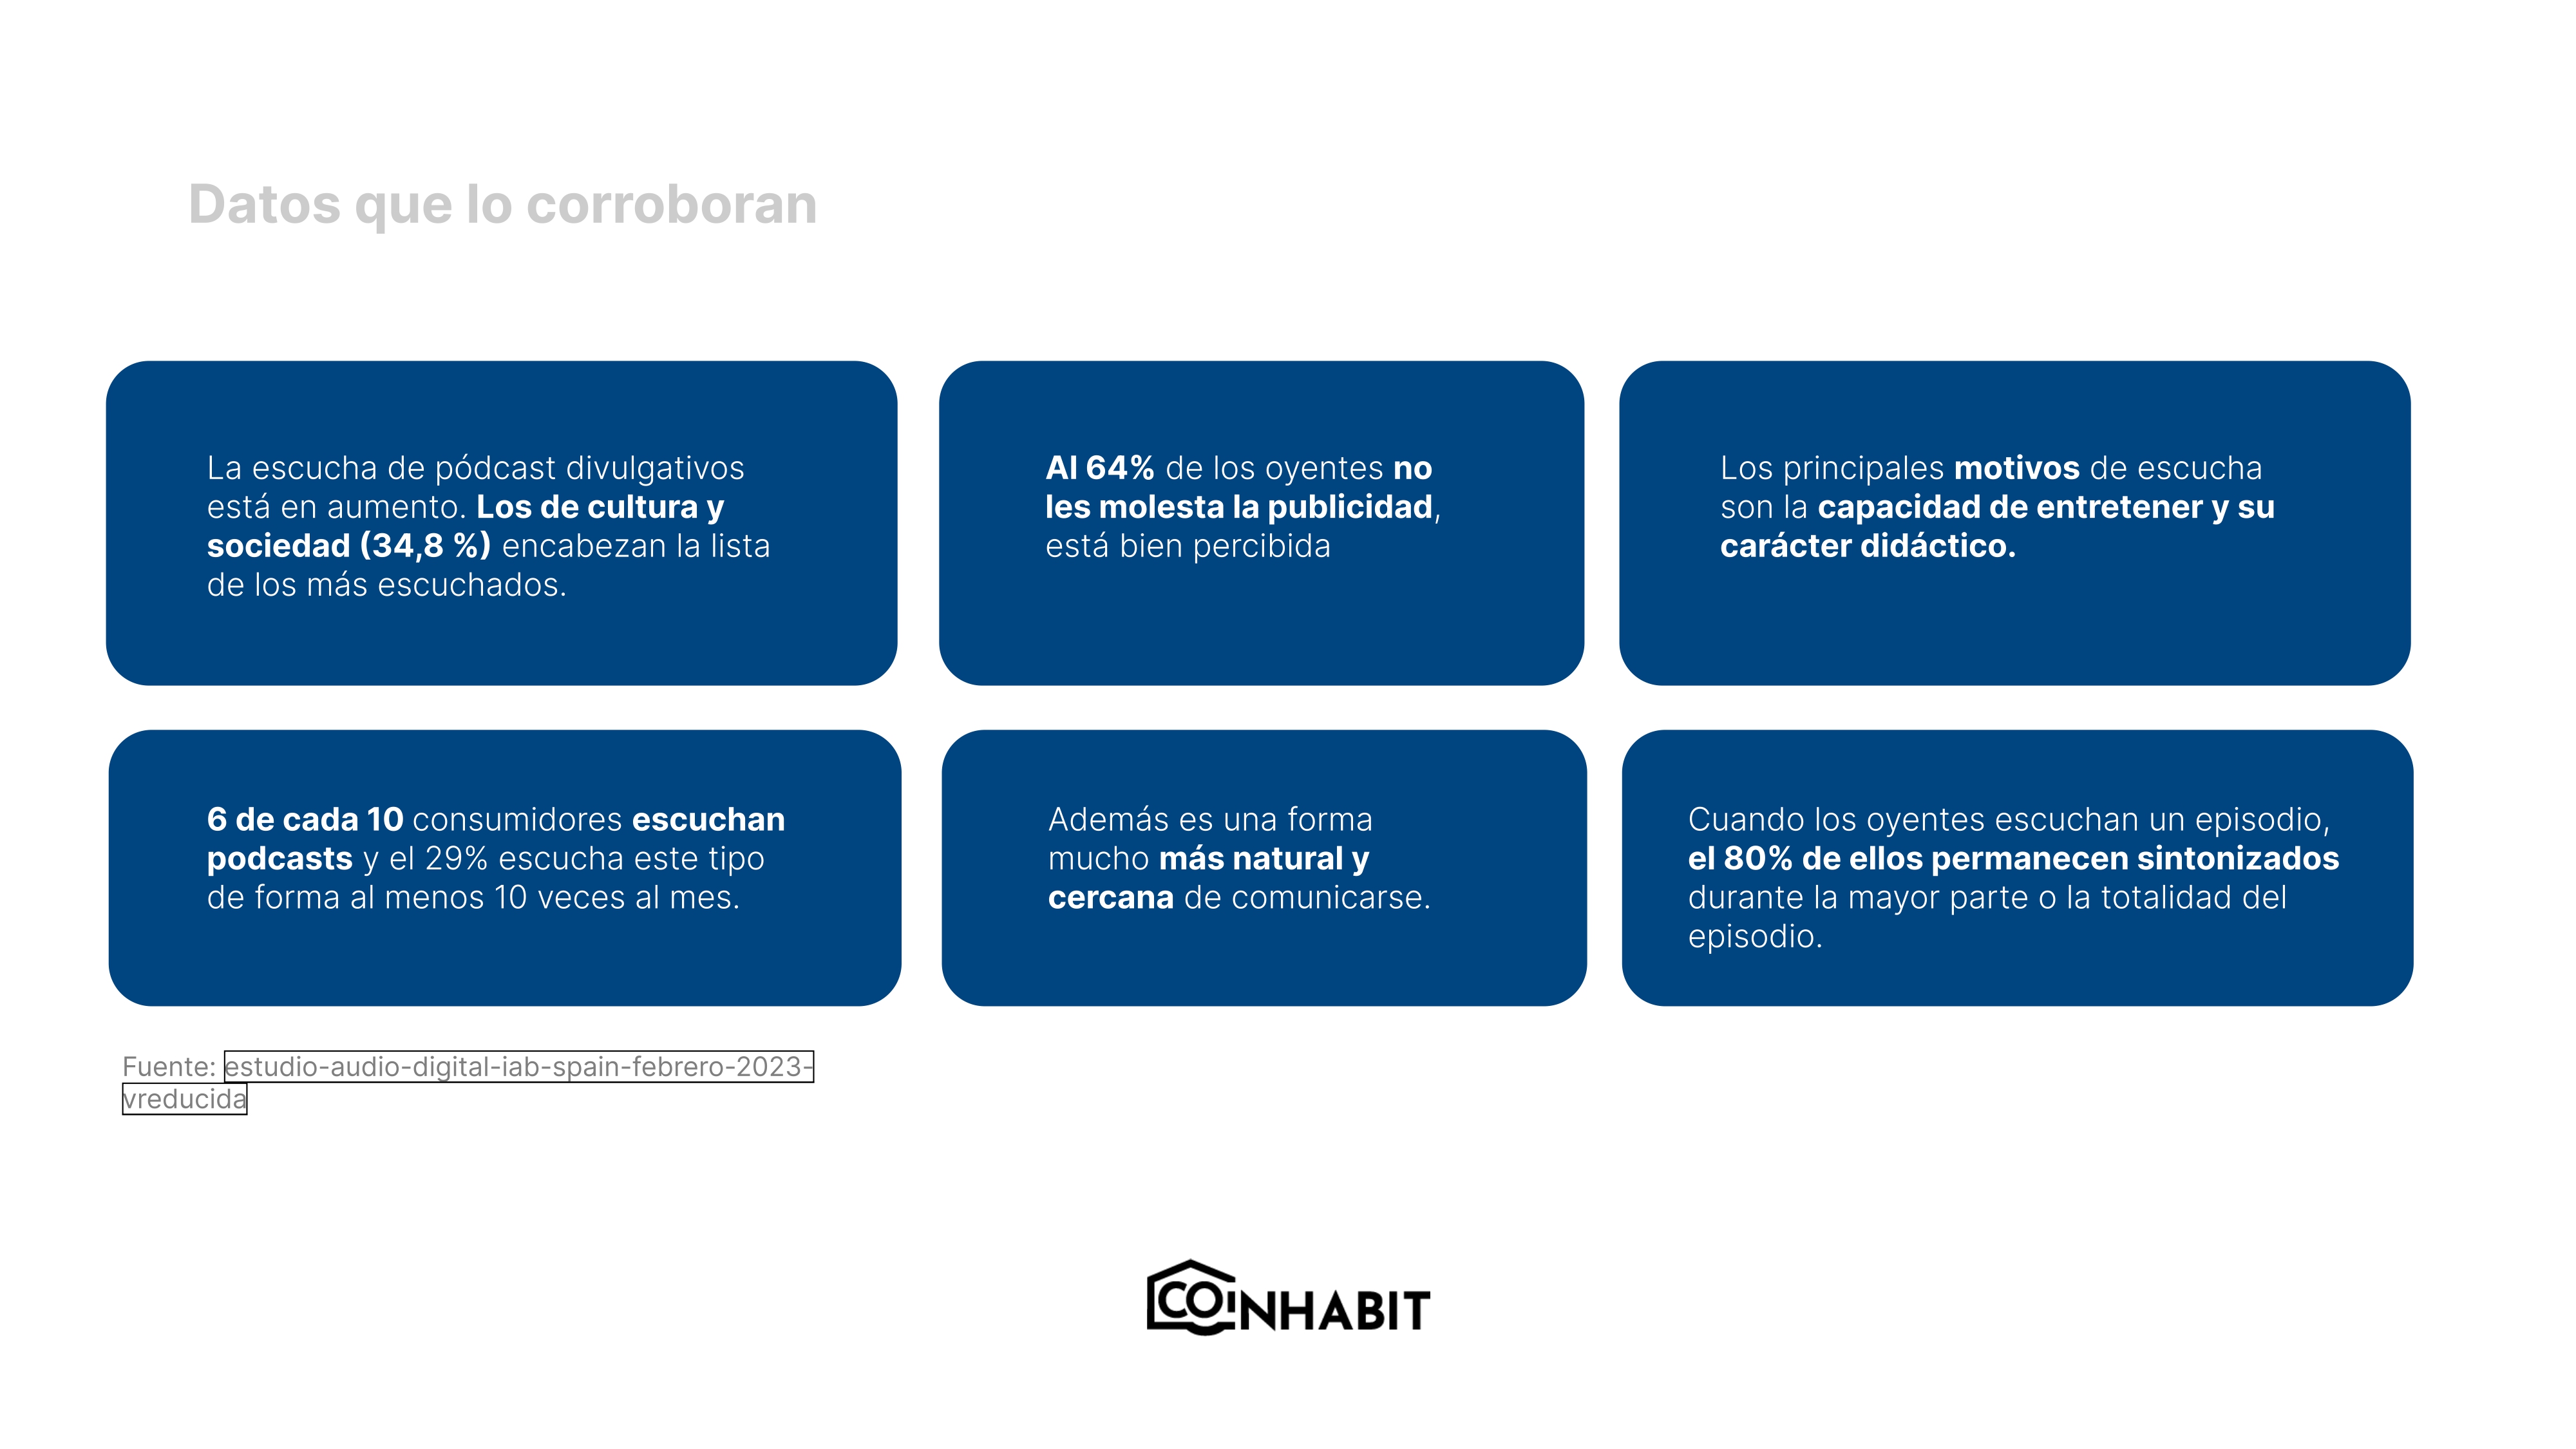 Datos que lo corroboran
La escucha de pódcast divulgativos
está en aumento. Los de cultura y
sociedad (34,8 %) encabezan la lista
de los más escuchados.
Al 64% de los oyentes no
les molesta la publicidad,
está bien percibida
Los principales motivos de escucha
son la capacidad de entretener y su
carácter didáctico.
6 de cada 10 consumidores escuchan
podcasts y el 29% escucha este tipo
de forma al menos 10 veces al mes.
Además es una forma
mucho más natural y
cercana de comunicarse.
Cuando los oyentes escuchan un episodio,
el 80% de ellos permanecen sintonizados
durante la mayor parte o la totalidad del
episodio.
Fuente: estudio-audio-digital-iab-spain-febrero-2023-
vreducida
COINHABIT